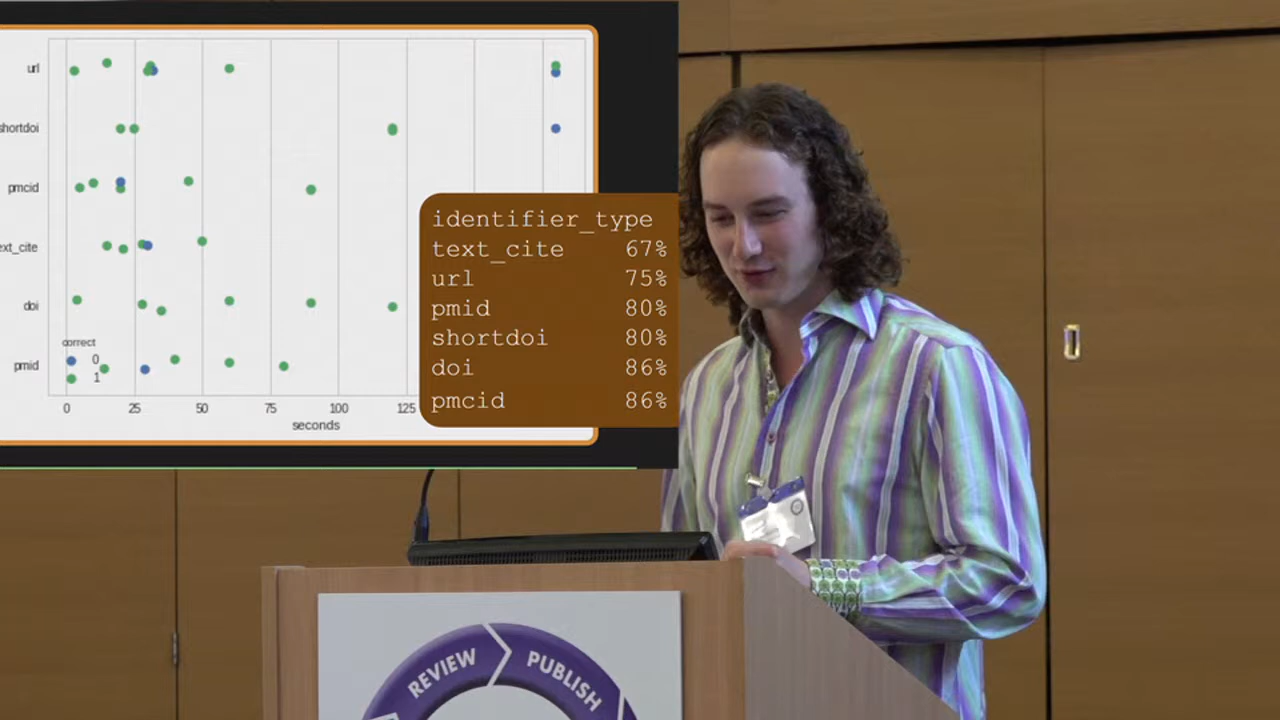 url
shortdoi
pmcid
ext_cite
doi
pmid
correct
0
1
0 25 50 75 100 125
seconds
identifier_type
text_cite 67%
url 75%
pmid 80%
shortdoi 80%
doi 86%
pmcid 86%
REVIEW
PUBLISH